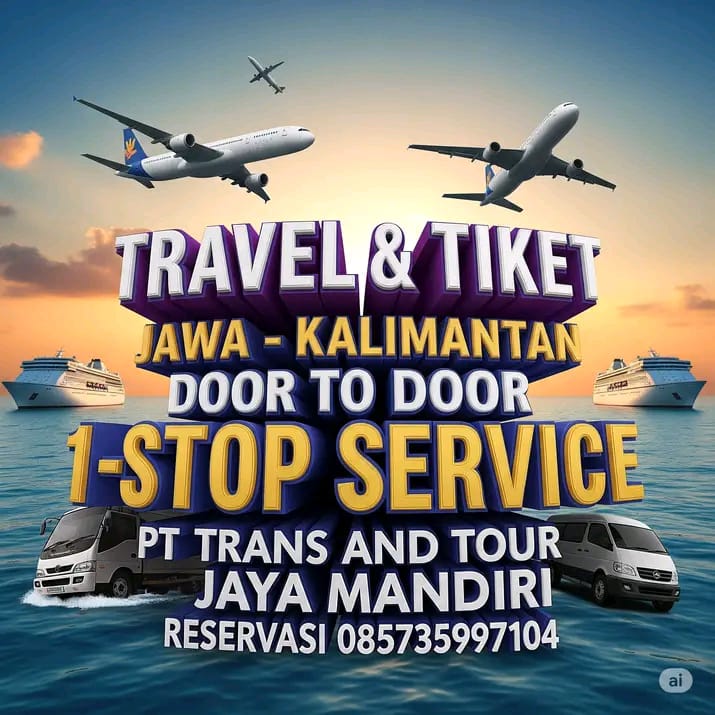 TRAVEL & TIKET
JAWA - KALIMANTAN
DOOR TO DOOR
1-STOP SERVICE
PT TRANS AND TOUR
JAYA MANDIRI
RESERVASI 085735997104
ai